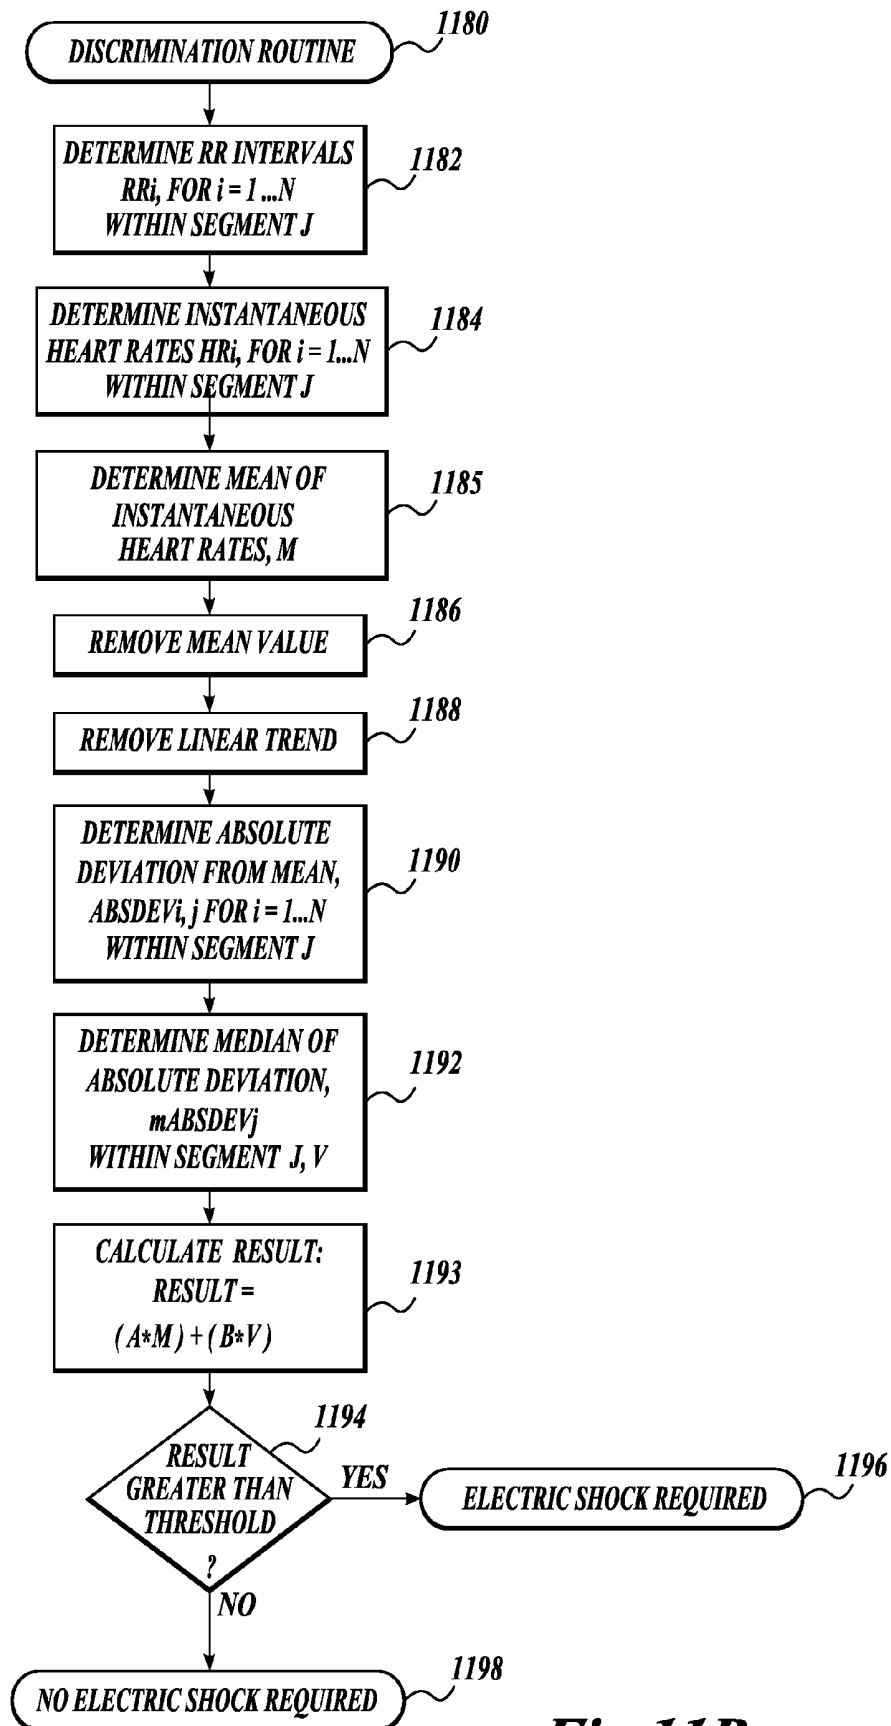 DISCRIMINATION ROUTINE
1180
DETERMINE RR INTERVALS
RRi, FOR i = 1 ...N
WITHIN SEGMENT J
1182
DETERMINE INSTANTANEOUS
HEART RATES HRi, FOR i = 1...N
WITHIN SEGMENT J
1184
DETERMINE MEAN OF
INSTANTANEOUS
HEART RATES, M
1185
REMOVE MEAN VALUE
1186
REMOVE LINEAR TREND
1188
DETERMINE ABSOLUTE
DEVIATION FROM MEAN,
ABSDEVi, j FOR i = 1...N
WITHIN SEGMENT J
1190
DETERMINE MEDIAN OF
ABSOLUTE DEVIATION,
mABSDEVj
WITHIN SEGMENT J, V
1192
CALCULATE RESULT:
RESULT =
(A*M) + (B*V)
1193
RESULT
GREATER THAN
THRESHOLD
?
1194
YES
ELECTRIC SHOCK REQUIRED
1196
NO
NO ELECTRIC SHOCK REQUIRED
1198